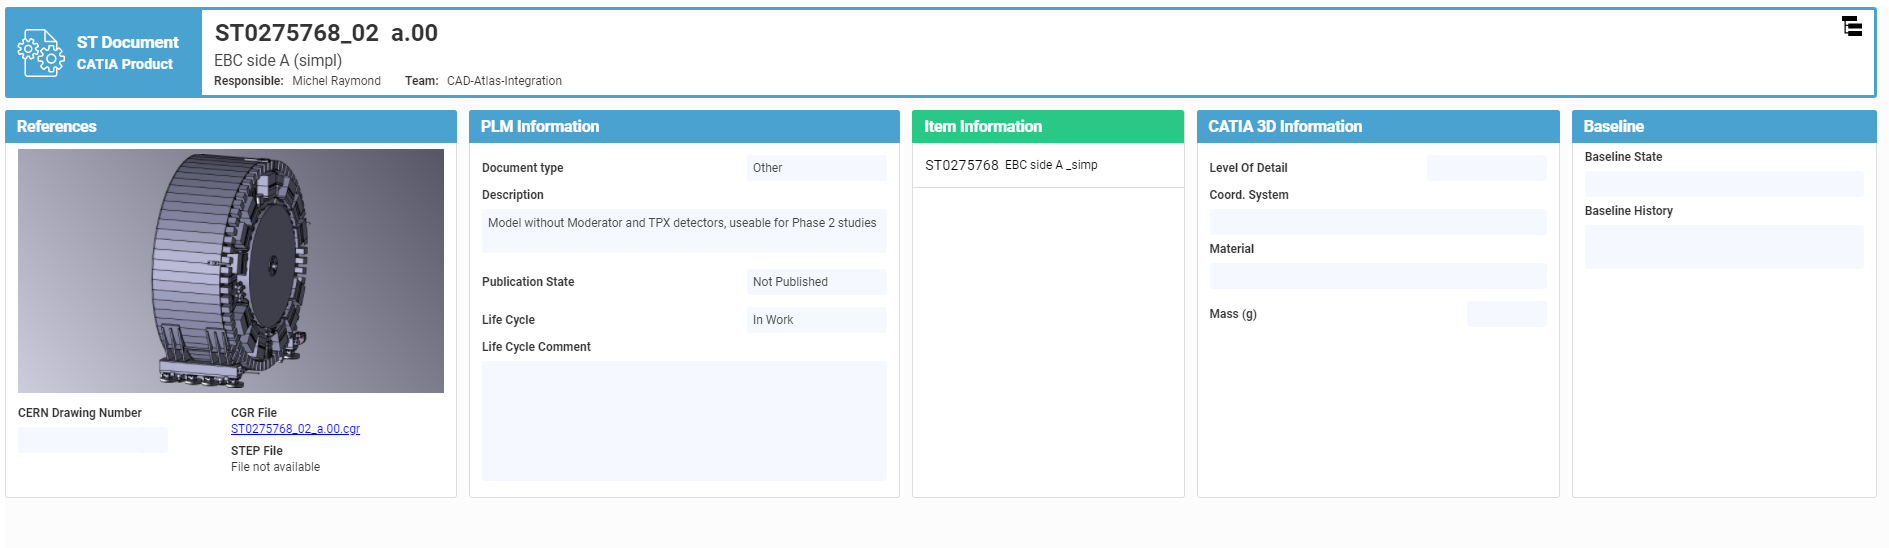 ST Document
CATIA Product
ST0275768_02 a.00
EBC side A (simpl)
Responsible: Michel Raymond Team: CAD-Atlas-Integration
References
CERN Drawing Number
CGR File
ST0275768_02_a.00.cgr
STEP File
File not available
PLM Information
Document type Other
Description
Model without Moderator and TPX detectors, useable for Phase 2 studies
Publication State Not Published
Life Cycle In Work
Life Cycle Comment
Item Information
ST0275768 EBC side A _simp
CATIA 3D Information
Level Of Detail
Coord. System
Material
Mass (g)
Baseline
Baseline State
Baseline History